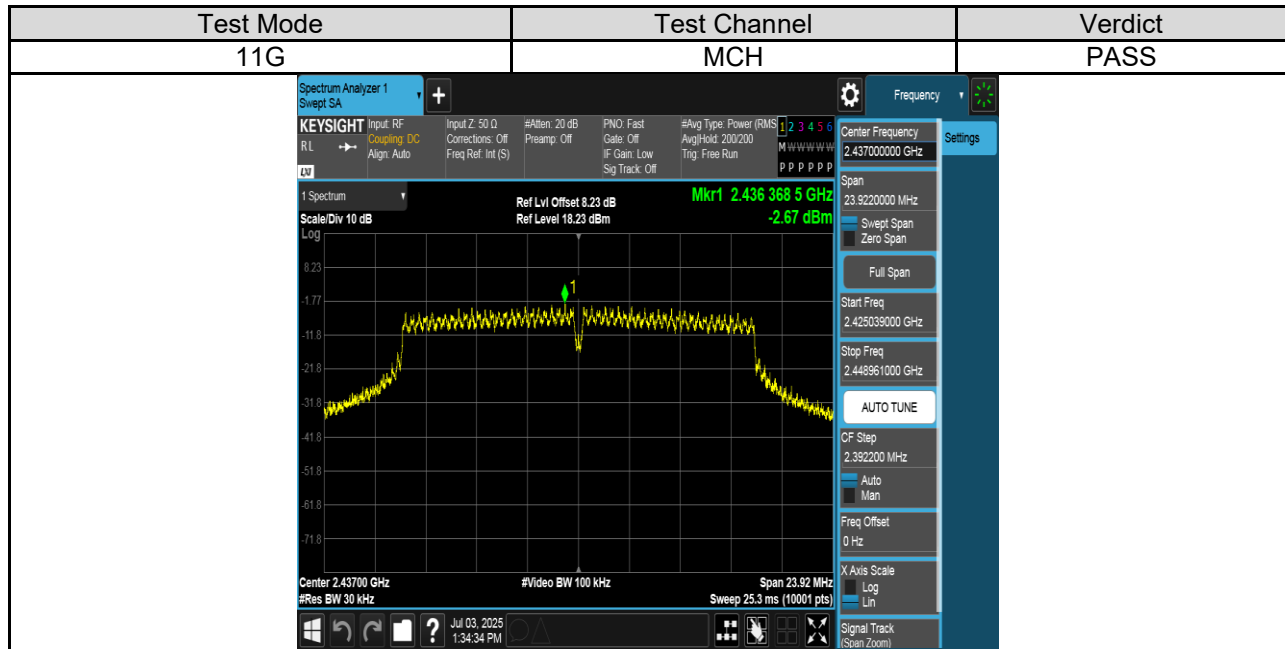 Test Mode Test Channel Verdict
11G MCH PASS
Spectrum Analyzer 1
Swept SA
+
Frequency
KEYSIGHT
RL
LXI
Input: RF
Coupling: DC
Align: Auto
Input Z: 50 Ω
Corrections: Off
Freq Ref: Int (S)
#Atten: 20 dB
Preamp: Off
PNO: Fast
Gate: Off
IF Gain: Low
Sig Track: Off
#Avg Type: Power (RMS
Avg|Hold: 200/200
Trig: Free Run
1 2 3 4 5 6
M W W W W W
P P P P P P
1 Spectrum
Scale/Div 10 dB
Log
Ref Lvl Offset 8.23 dB
Ref Level 18.23 dBm
Mkr1 2.436 368 5 GHz
-2.67 dBm
1
8.23
-1.77
-11.8
-21.8
-31.8
-41.8
-51.8
-61.8
-71.8
Center 2.43700 GHz
#Res BW 30 kHz
#Video BW 100 kHz
Span 23.92 MHz
Sweep 25.3 ms (10001 pts)
?
Jul 03, 2025
1:34:34 PM
Center Frequency
2.437000000 GHz
Settings
Span
23.9220000 MHz
Swept Span
Zero Span
Full Span
Start Freq
2.425039000 GHz
Stop Freq
2.448961000 GHz
AUTO TUNE
CF Step
2.392200 MHz
Auto
Man
Freq Offset
0 Hz
X Axis Scale
Log
Lin
Signal Track
(Span Zoom)